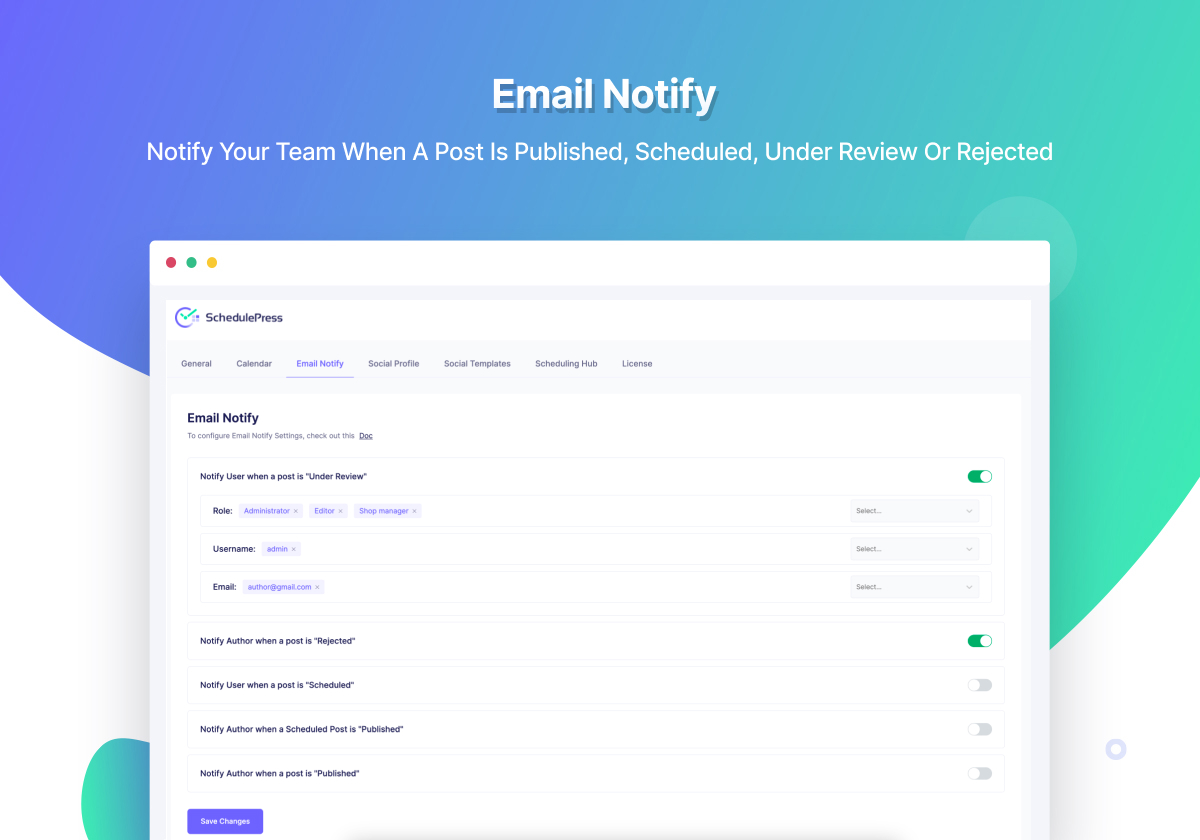 Email Notify
Notify Your Team When A Post Is Published, Scheduled, Under Review Or Rejected
SchedulePress
General Calendar Email Notify Social Profile Social Templates Scheduling Hub License
Email Notify
To configure Email Notify Settings, check out this Doc
Notify User when a post is "Under Review"
Role: Administrator × Editor × Shop manager × Select...
Username: admin × Select...
Email: author@gmail.com × Select...
Notify Author when a post is "Rejected"
Notify User when a post is "Scheduled"
Notify Author when a Scheduled Post is "Published"
Notify Author when a post is "Published"
Save Changes